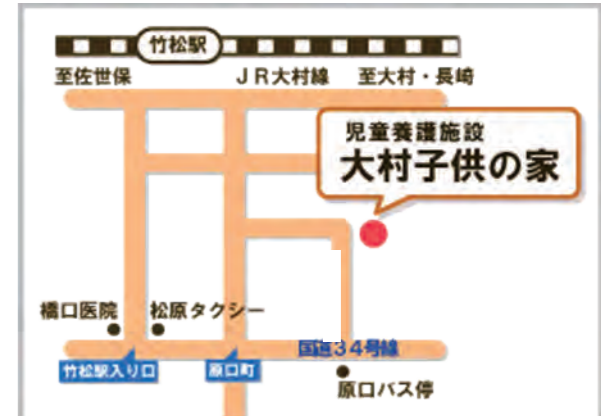 竹松駅
至佐世保
JR大村線
至大村・長崎
児童養護施設
大村子供の家
橋口医院
松原タクシー
国道34号線
竹松駅入り口
原口町
原口バス停